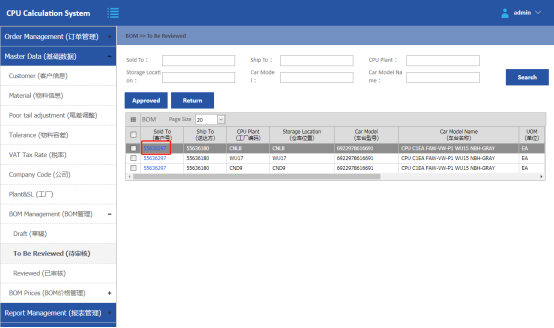 CPU Calculation System
admin
Order Management (订单管理)
Master Data (基础数据)
Customer (客户信息)
Material (物料信息)
Poor tail adjustment (尾差调整)
Tolerance (物料容差)
VAT Tax Rate (税率)
Company Code (公司)
Plant&SL (工厂)
BOM Management (BOM管理)
Draft (草稿)
To Be Reviewed (待审核)
Reviewed (已审核)
BOM Prices (BOM价格管理)
Report Management (报表管理)
BOM >> To Be Reviewed
Sold To : Ship To : CPU Plant :
Storage Locati on : Car Mode l : Car Model Na me :
Search
Approved Return
BOM Page Size 20
Sold To (客户号) Ship To (送达方) CPU Plant (工厂编码) Storage Location (仓库位置) Car Model (车台型号) Car Model Name (车台名称) UOM (单位)
55636297 55636180 CNL8 CNL8 6922978616691 CPU C1EA FAW-VW-P1 WU15 NBH-GRAY EA
55636297 55636180 WU17 WU17 6922978616691 CPU C1EA FAW-VW-P1 WU15 NBH-GRAY EA
55636297 55636180 CND9 CND9 6922978616691 CPU C1EA FAW-VW-P1 WU15 NBH-GRAY EA